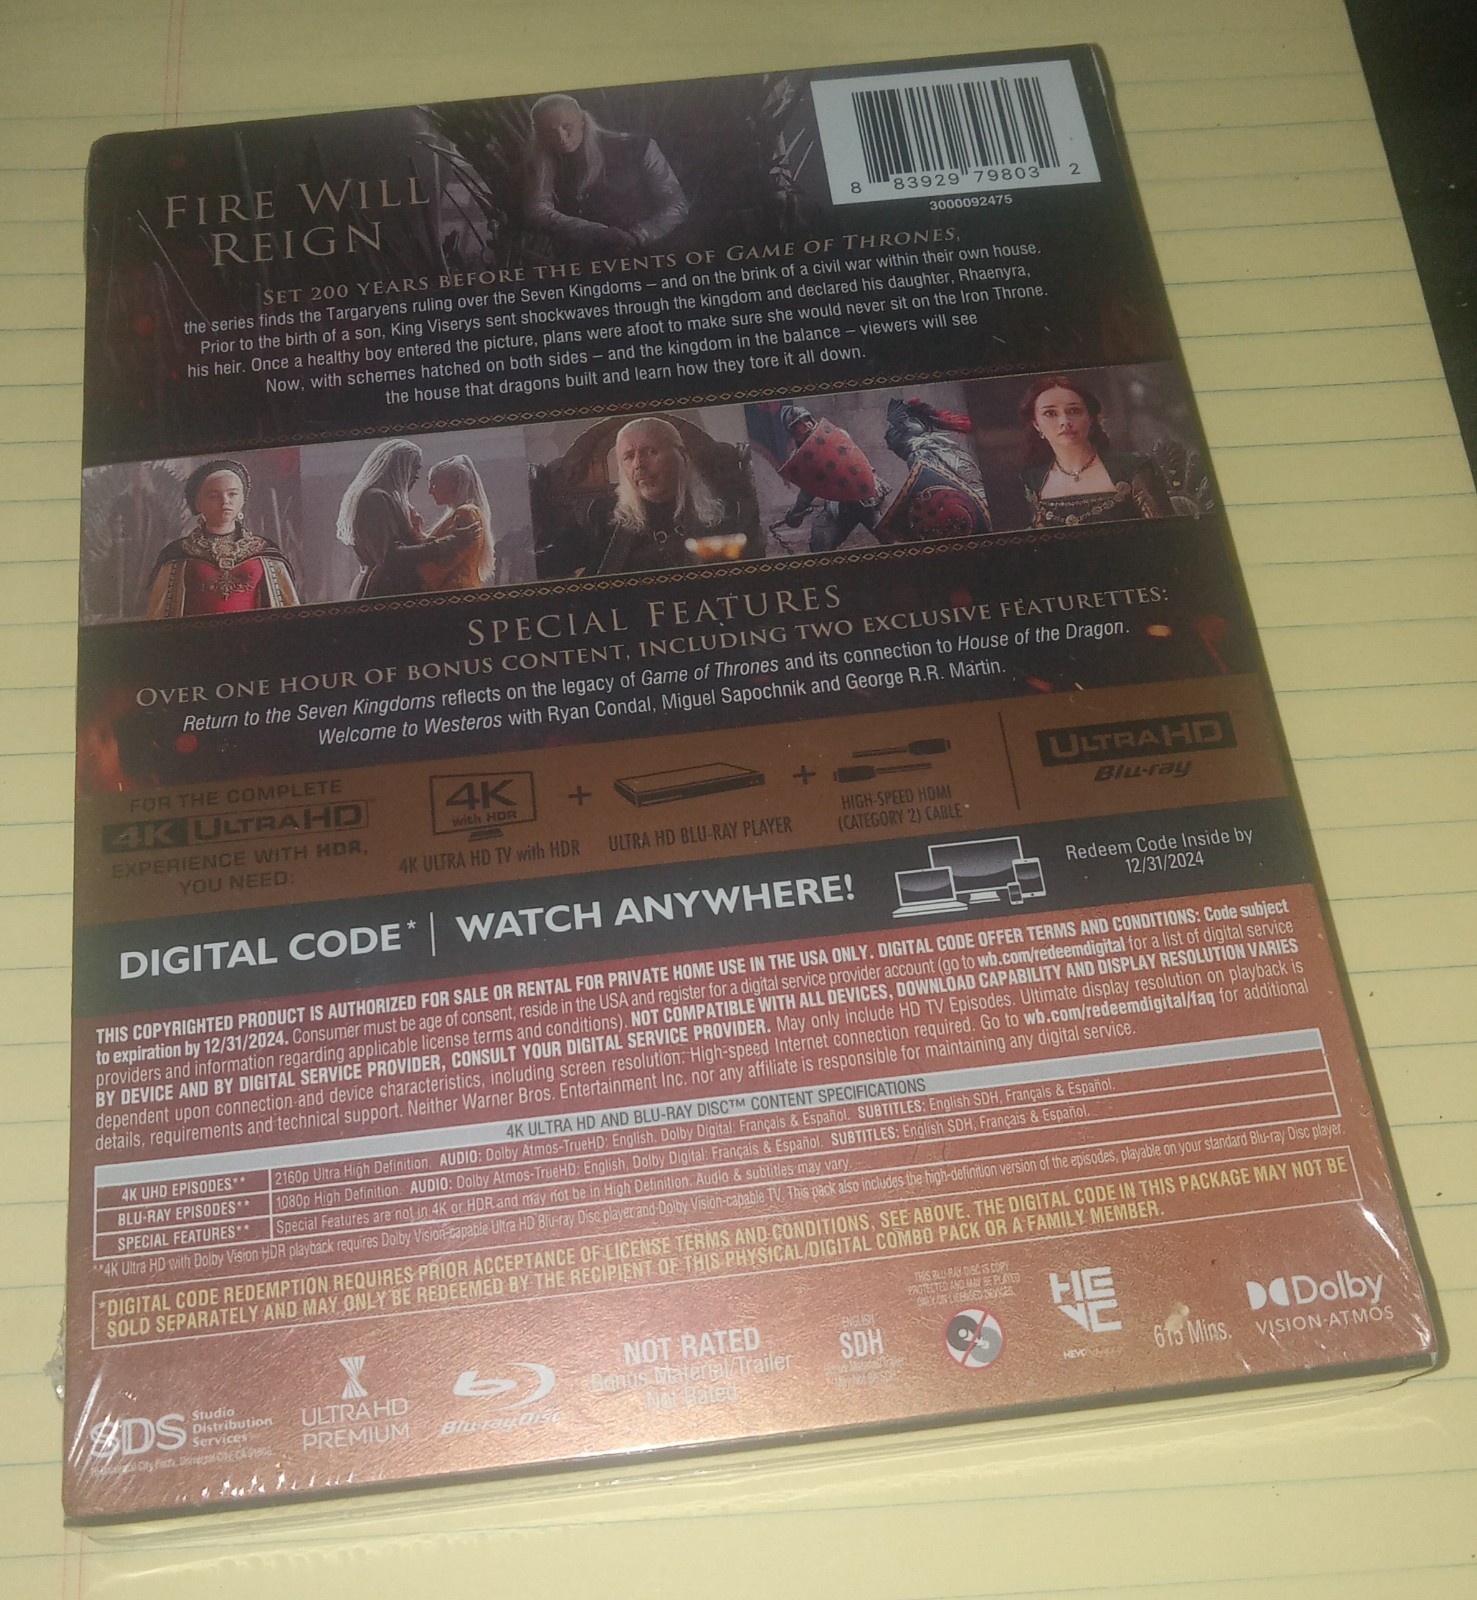 8 83929 79803 2
3000092475
FIRE WILL
REIGN
SET 200 YEARS BEFORE THE EVENTS OF GAME OF THRONES,
the series finds the Targaryens ruling over the Seven Kingdoms – and on the brink of a civil war within their own house.
Prior to the birth of a son, King Viserys sent shockwaves through the kingdom and declared his daughter, Rhaenyra,
his heir. Once a healthy boy entered the picture, plans were afoot to make sure she would never sit on the Iron Throne.
Now, with schemes hatched on both sides – and the kingdom in the balance – viewers will see
the house that dragons built and learn how they tore it all down.
SPECIAL FEATURES
OVER ONE HOUR OF BONUS CONTENT, INCLUDING TWO EXCLUSIVE FEATURETTES:
Return to the Seven Kingdoms reflects on the legacy of Game of Thrones and its connection to House of the Dragon.
Welcome to Westeros with Ryan Condal, Miguel Sapochnik and George R.R. Martin.
FOR THE COMPLETE
4K ULTRA HD
EXPERIENCE WITH HDR,
YOU NEED:
4K
with HDR
4K ULTRA HD TV with HDR
+
ULTRA HD BLU-RAY PLAYER
+
HIGH-SPEED HDMI
(CATEGORY 2) CABLE
ULTRA HD
Blu-ray
DIGITAL CODE* | WATCH ANYWHERE!
Redeem Code Inside by
12/31/2024
THIS COPYRIGHTED PRODUCT IS AUTHORIZED FOR SALE OR RENTAL FOR PRIVATE HOME USE IN THE USA ONLY. DIGITAL CODE OFFER TERMS AND CONDITIONS: Code subject
to expiration by 12/31/2024. Consumer must be age of consent, reside in the USA and register for a digital service provider account (go to wb.com/redeemdigital for a list of digital service
providers and information regarding applicable license terms and conditions). NOT COMPATIBLE WITH ALL DEVICES, DOWNLOAD CAPABILITY AND DISPLAY RESOLUTION VARIES
BY DEVICE AND BY DIGITAL SERVICE PROVIDER, CONSULT YOUR DIGITAL SERVICE PROVIDER. May only include HD TV Episodes. Ultimate display resolution on playback is
dependent upon connection and device characteristics, including screen resolution. High-speed Internet connection required. Go to wb.com/redeemdigital/faq for additional
details, requirements and technical support. Neither Warner Bros. Entertainment Inc. nor any affiliate is responsible for maintaining any digital service.
4K ULTRA HD AND BLU-RAY DISC™ CONTENT SPECIFICATIONS
4K UHD EPISODES** 2160p Ultra High Definition. AUDIO: Dolby Atmos-TrueHD: English, Dolby Digital: Français & Español. SUBTITLES: English SDH, Français & Español.
BLU-RAY EPISODES** 1080p High Definition. AUDIO: Dolby Atmos-TrueHD: English, Dolby Digital: Français & Español. SUBTITLES: English SDH, Français & Español.
SPECIAL FEATURES** Special Features are not in 4K or HDR and may not be in High Definition. Audio & subtitles may vary.
**4K Ultra HD with Dolby Vision HDR playback requires Dolby Vision-capable Ultra HD Blu-ray Disc player and Dolby Vision-capable TV. This pack also includes the high-definition version of the episodes, playable on your standard Blu-ray Disc player.
*DIGITAL CODE REDEMPTION REQUIRES PRIOR ACCEPTANCE OF LICENSE TERMS AND CONDITIONS, SEE ABOVE. THE DIGITAL CODE IN THIS PACKAGE MAY NOT BE
SOLD SEPARATELY AND MAY ONLY BE REDEEMED BY THE RECIPIENT OF THIS PHYSICAL/DIGITAL COMBO PACK OR A FAMILY MEMBER.
SDS
Studio
Distribution
Services
ULTRA HD
PREMIUM
Blu-ray Disc
NOT RATED
Bonus Material/Trailer
Not Rated
ENGLISH
SDH
THIS BLU-RAY DISC IS COPY
PROTECTED AND MAY BE PLAYED
ONLY ON LICENSED DEVICES.
HEVC
Mins.
Dolby
VISION·ATMOS